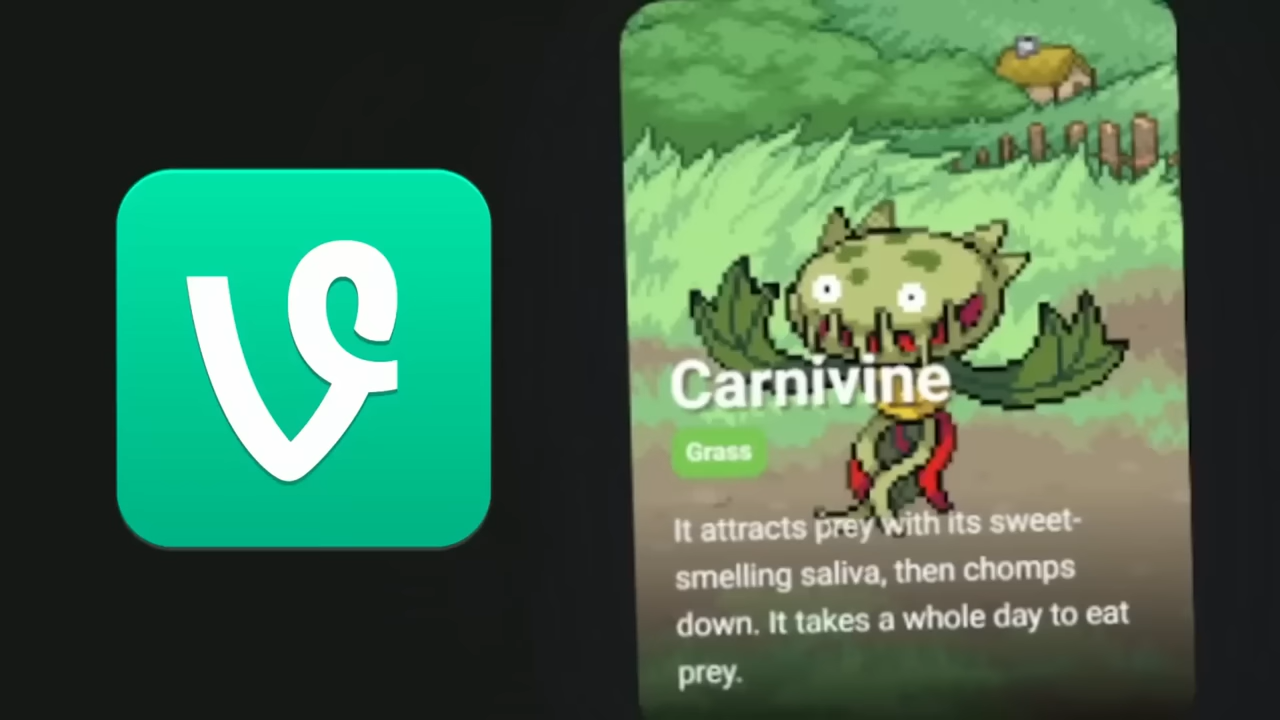 Carnivine
Grass
It attracts prey with its sweet-
smelling saliva, then chomps
down. It takes a whole day to eat
prey.